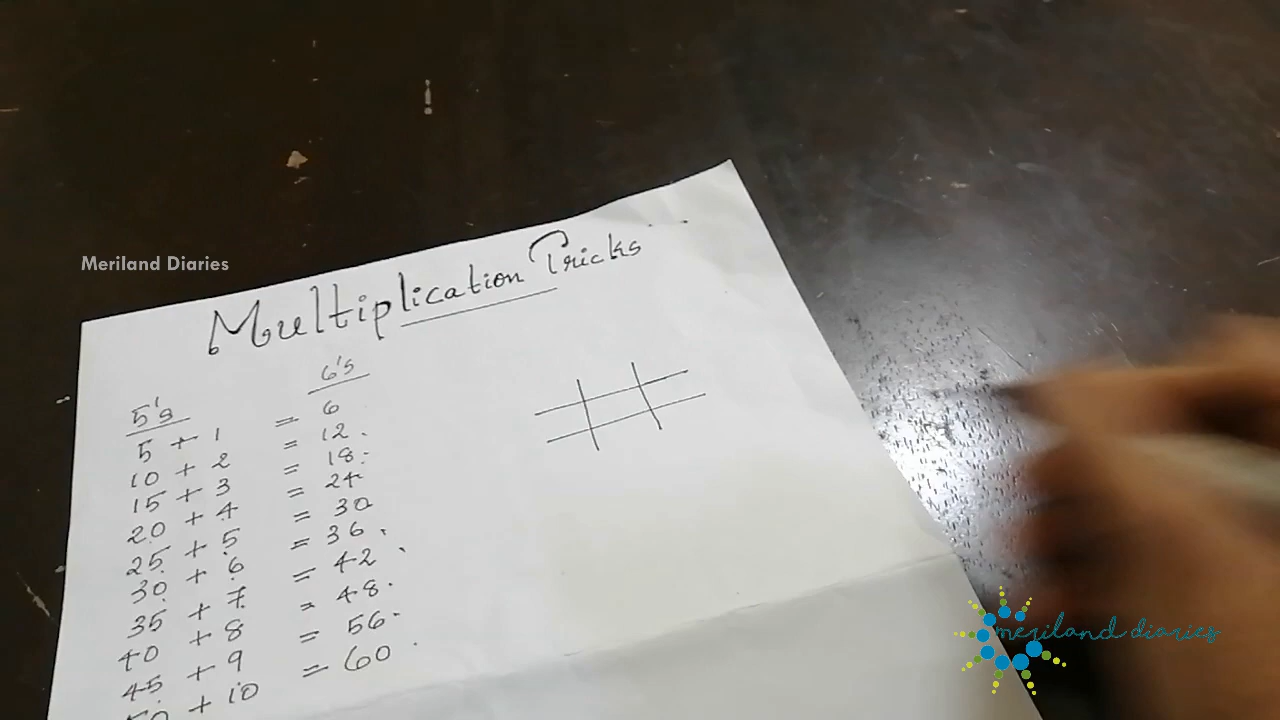 Meriland Diaries
Multiplication Tricks
5's 6's
5 + 1 = 6
10 + 2 = 12
15 + 3 = 18
20 + 4 = 24
25 + 5 = 30
30 + 6 = 36
35 + 7 = 42
40 + 8 = 48
45 + 9 = 56
50 + 10 = 60
meriland diaries